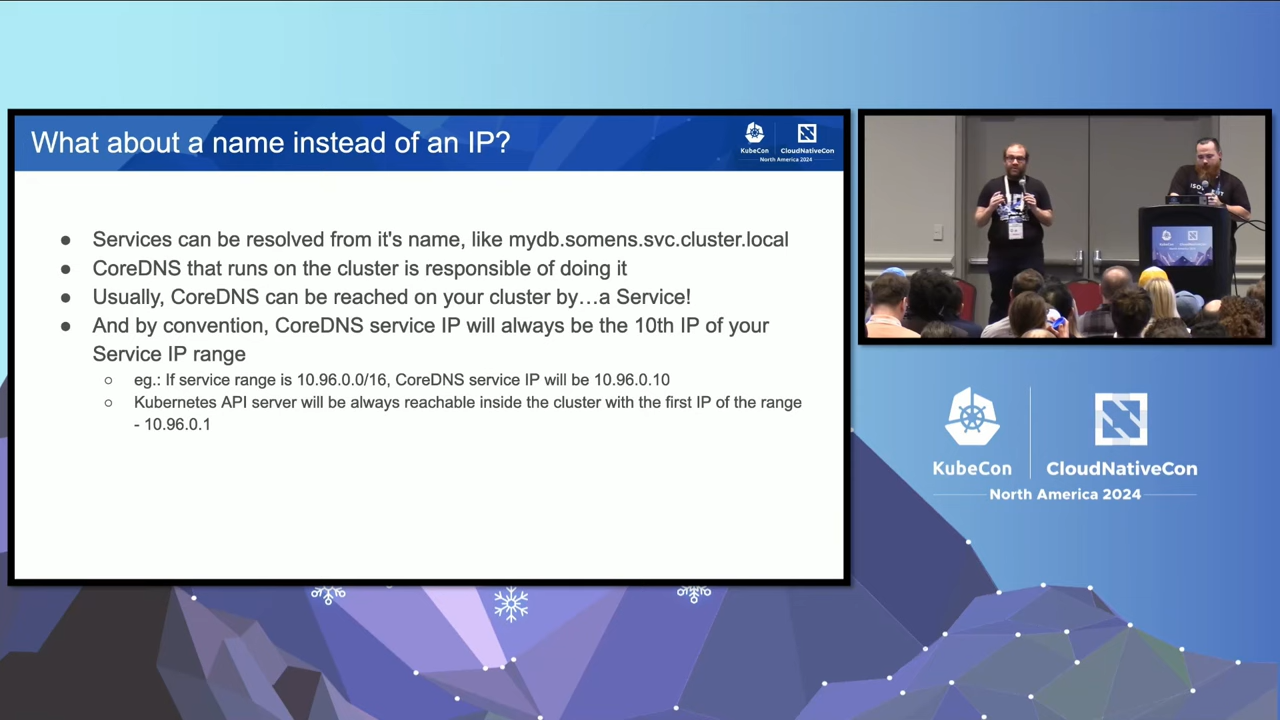 What about a name instead of an IP?
KubeCon
CloudNativeCon
North America 2024
● Services can be resolved from it's name, like mydb.somens.svc.cluster.local
● CoreDNS that runs on the cluster is responsible of doing it
● Usually, CoreDNS can be reached on your cluster by…a Service!
● And by convention, CoreDNS service IP will always be the 10th IP of your
Service IP range
○ eg.: If service range is 10.96.0.0/16, CoreDNS service IP will be 10.96.0.10
○ Kubernetes API server will be always reachable inside the cluster with the first IP of the range
- 10.96.0.1
KubeCon
CloudNativeCon
North America 2024